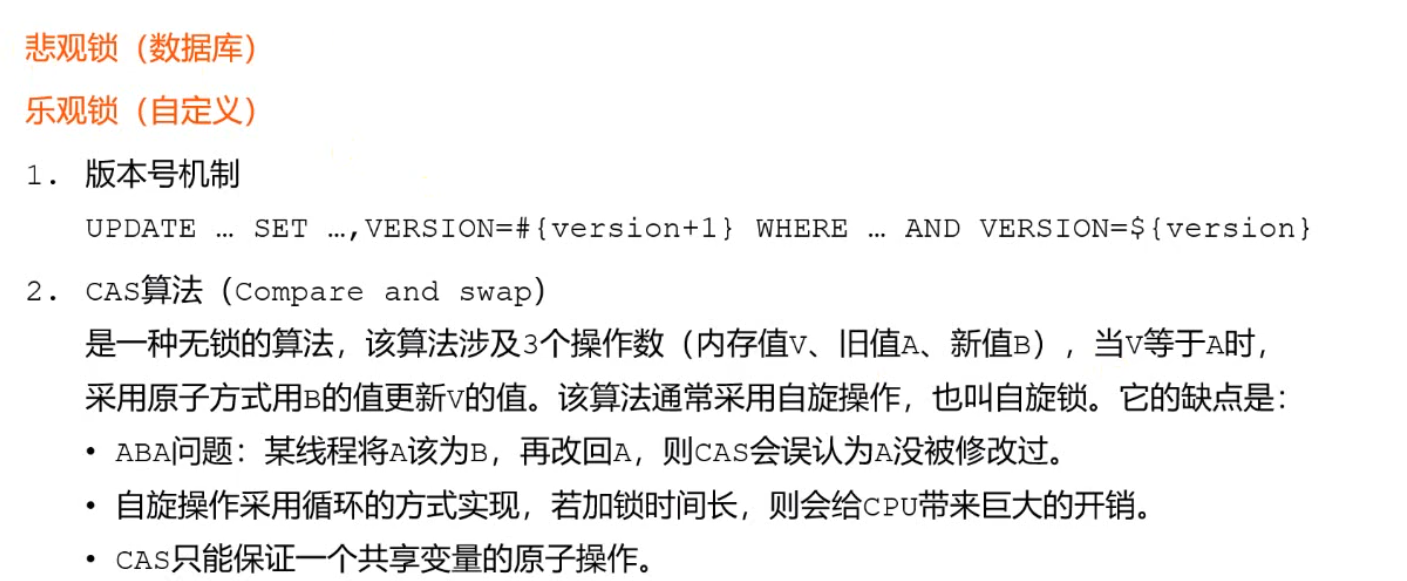 悲观锁（数据库）
乐观锁（自定义）
1. 版本号机制
UPDATE … SET …,VERSION=#{version+1} WHERE … AND VERSION=${version}
2. CAS算法（Compare and swap）
是一种无锁的算法，该算法涉及3个操作数（内存值V、旧值A、新值B），当V等于A时，
采用原子方式用B的值更新V的值。该算法通常采用自旋操作，也叫自旋锁。它的缺点是：
• ABA问题：某线程将A该为B，再改回A，则CAS会误认为A没被修改过。
• 自旋操作采用循环的方式实现，若加锁时间长，则会给CPU带来巨大的开销。
• CAS只能保证一个共享变量的原子操作。